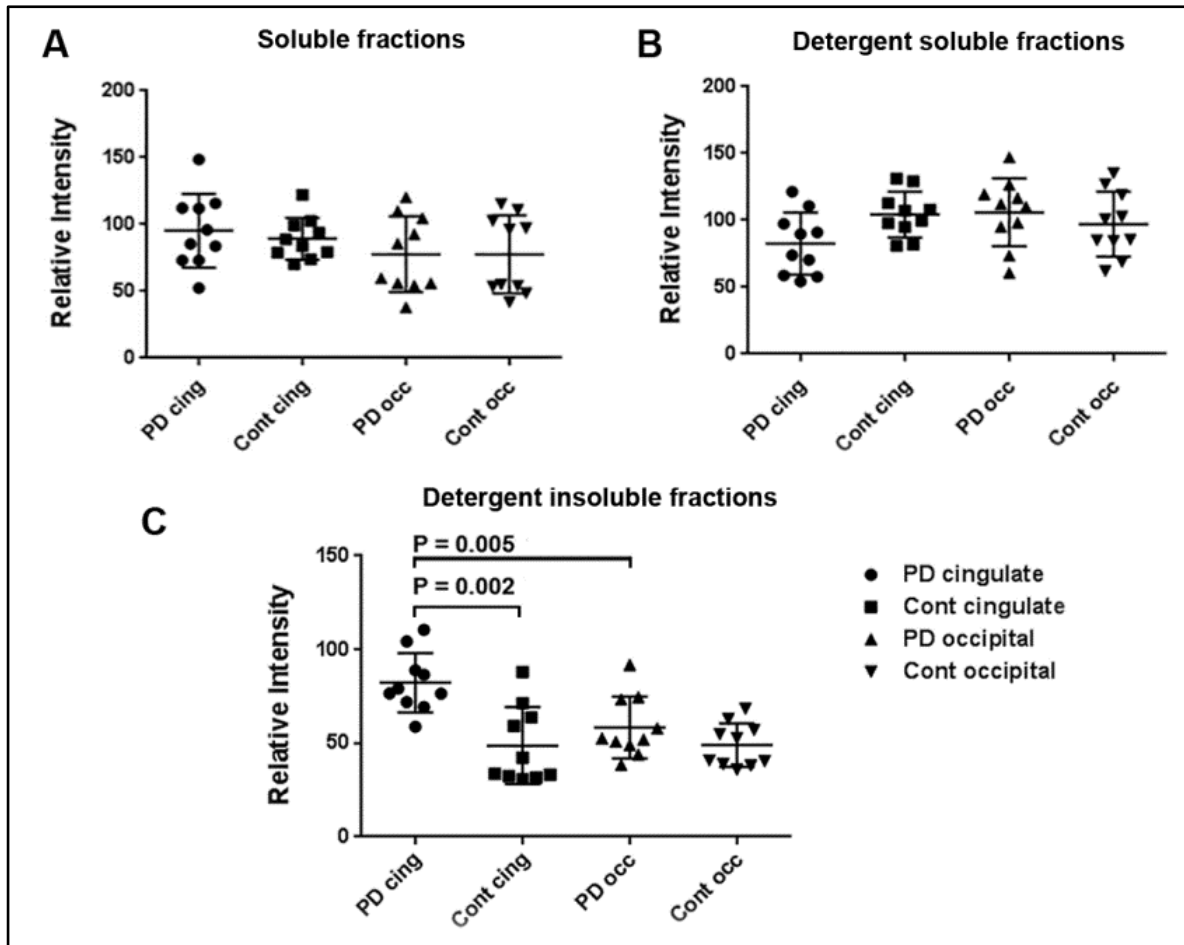 A
Soluble fractions
Relative Intensity
200
150
100
50
0
PD cing
Cont cing
PD occ
Cont occ
B
Detergent soluble fractions
Relative Intensity
200
150
100
50
0
PD cing
Cont cing
PD occ
Cont occ
C
Detergent insoluble fractions
P = 0.005
P = 0.002
Relative Intensity
150
100
50
0
PD cing
Cont cing
PD occ
Cont occ
PD cingulate
Cont cingulate
PD occipital
Cont occipital